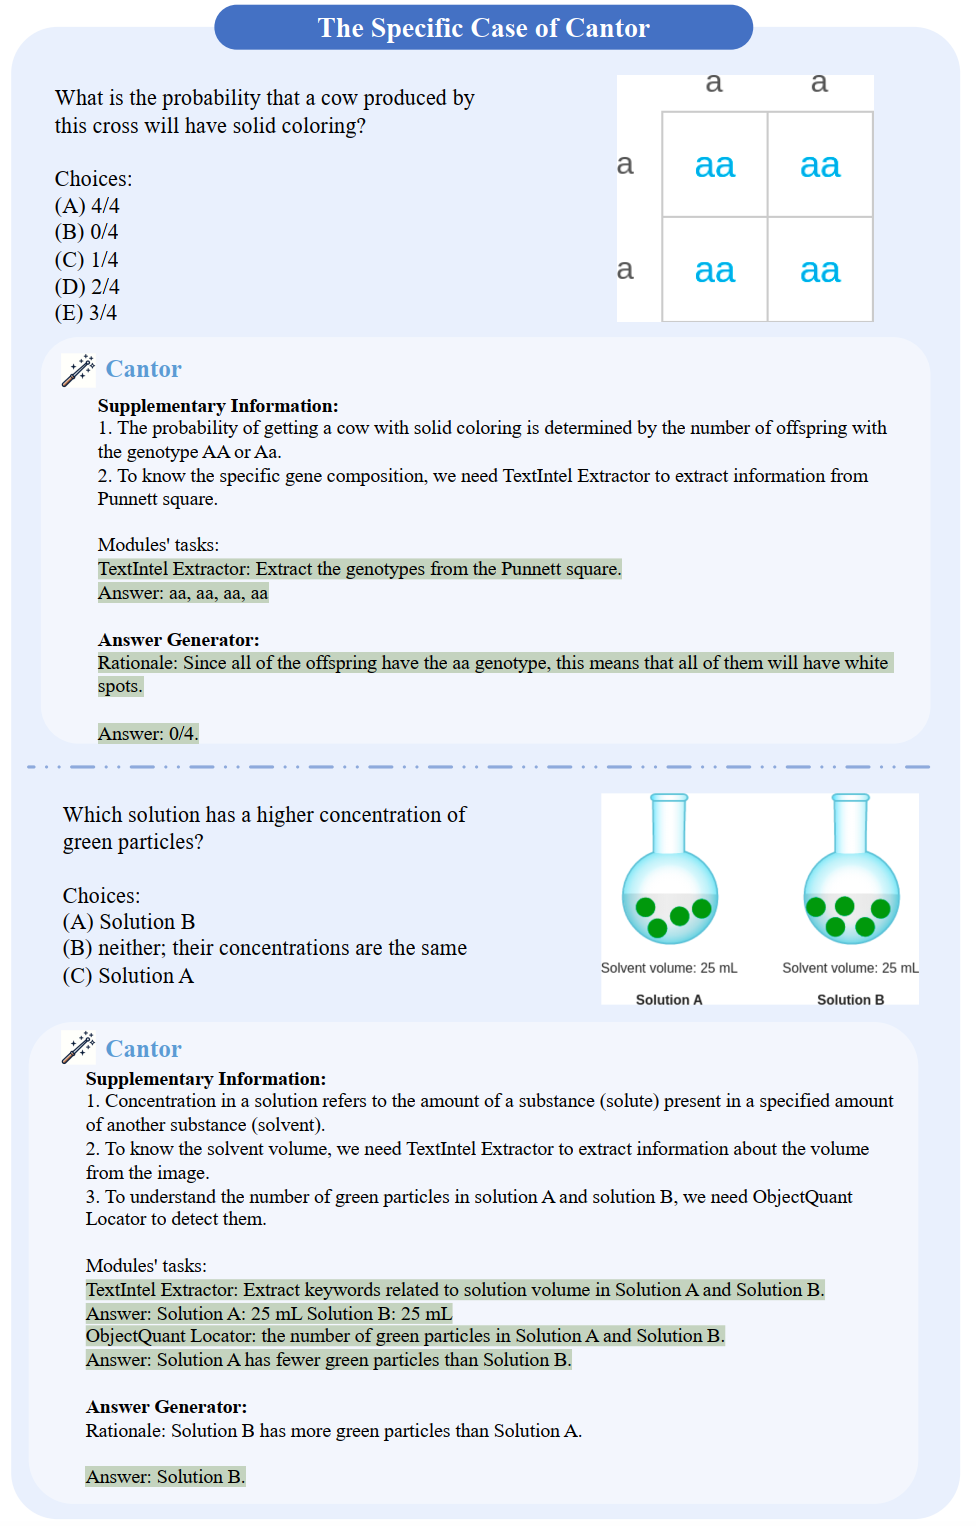 The Specific Case of Cantor
What is the probability that a cow produced by
this cross will have solid coloring?
Choices:
(A) 4/4
(B) 0/4
(C) 1/4
(D) 2/4
(E) 3/4
a a
a aa aa
a aa aa
Cantor
Supplementary Information:
1. The probability of getting a cow with solid coloring is determined by the number of offspring with
the genotype AA or Aa.
2. To know the specific gene composition, we need TextIntel Extractor to extract information from
Punnett square.
Modules' tasks:
TextIntel Extractor: Extract the genotypes from the Punnett square.
Answer: aa, aa, aa, aa
Answer Generator:
Rationale: Since all of the offspring have the aa genotype, this means that all of them will have white
spots.
Answer: 0/4.
Which solution has a higher concentration of
green particles?
Choices:
(A) Solution B
(B) neither; their concentrations are the same
(C) Solution A
Solvent volume: 25 mL Solvent volume: 25 mL
Solution A Solution B
Cantor
Supplementary Information:
1. Concentration in a solution refers to the amount of a substance (solute) present in a specified amount
of another substance (solvent).
2. To know the solvent volume, we need TextIntel Extractor to extract information about the volume
from the image.
3. To understand the number of green particles in solution A and solution B, we need ObjectQuant
Locator to detect them.
Modules' tasks:
TextIntel Extractor: Extract keywords related to solution volume in Solution A and Solution B.
Answer: Solution A: 25 mL Solution B: 25 mL
ObjectQuant Locator: the number of green particles in Solution A and Solution B.
Answer: Solution A has fewer green particles than Solution B.
Answer Generator:
Rationale: Solution B has more green particles than Solution A.
Answer: Solution B.